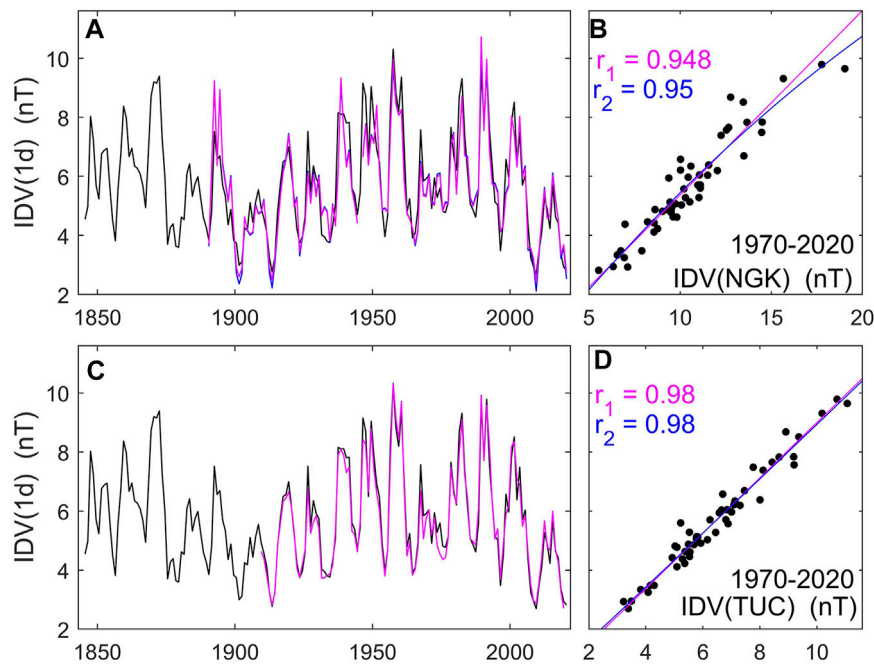 A
IDV(1d) (nT)
10
8
6
4
2
1850 1900 1950 2000
B
r1 = 0.948
r2 = 0.95
1970-2020
IDV(NGK) (nT)
5 10 15 20
C
IDV(1d) (nT)
10
8
6
4
2
1850 1900 1950 2000
D
r1 = 0.98
r2 = 0.98
1970-2020
IDV(TUC) (nT)
2 4 6 8 10